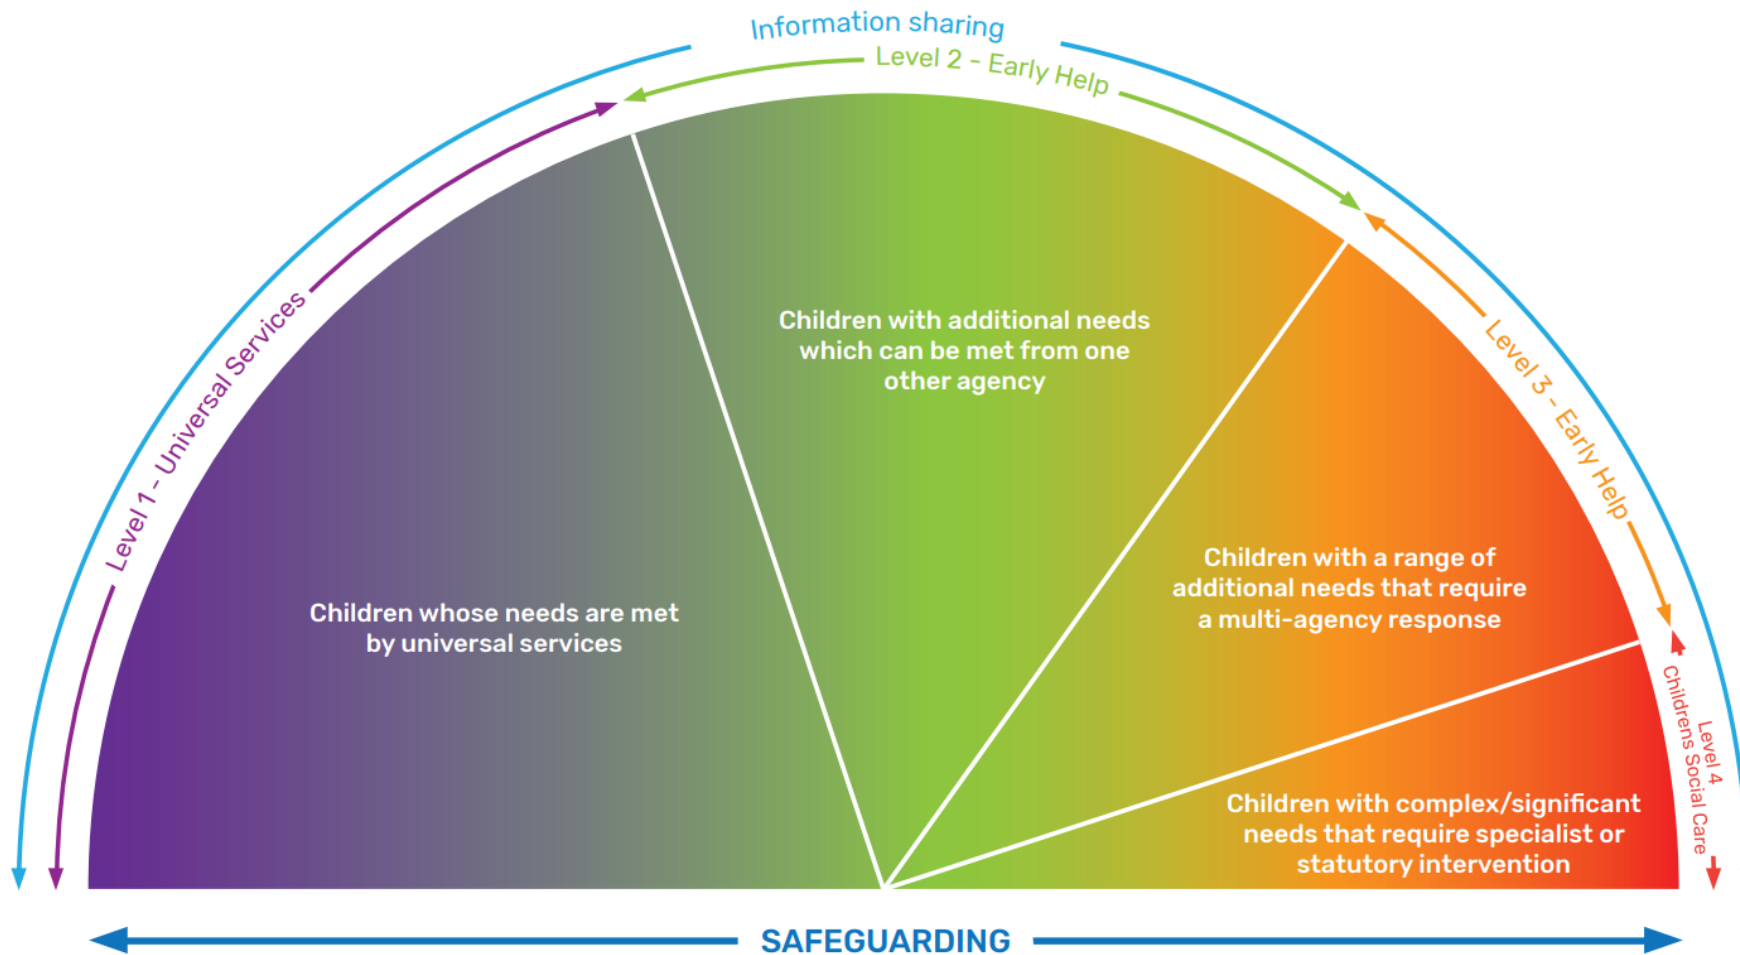 Information sharing
Level 2 - Early Help
Level 1 - Universal Services
Level 3 - Early Help
Level 4
Childrens Social Care
Children with additional needs
which can be met from one
other agency
Children whose needs are met
by universal services
Children with a range of
additional needs that require
a multi-agency response
Children with complex/significant
needs that require specialist or
statutory intervention
SAFEGUARDING